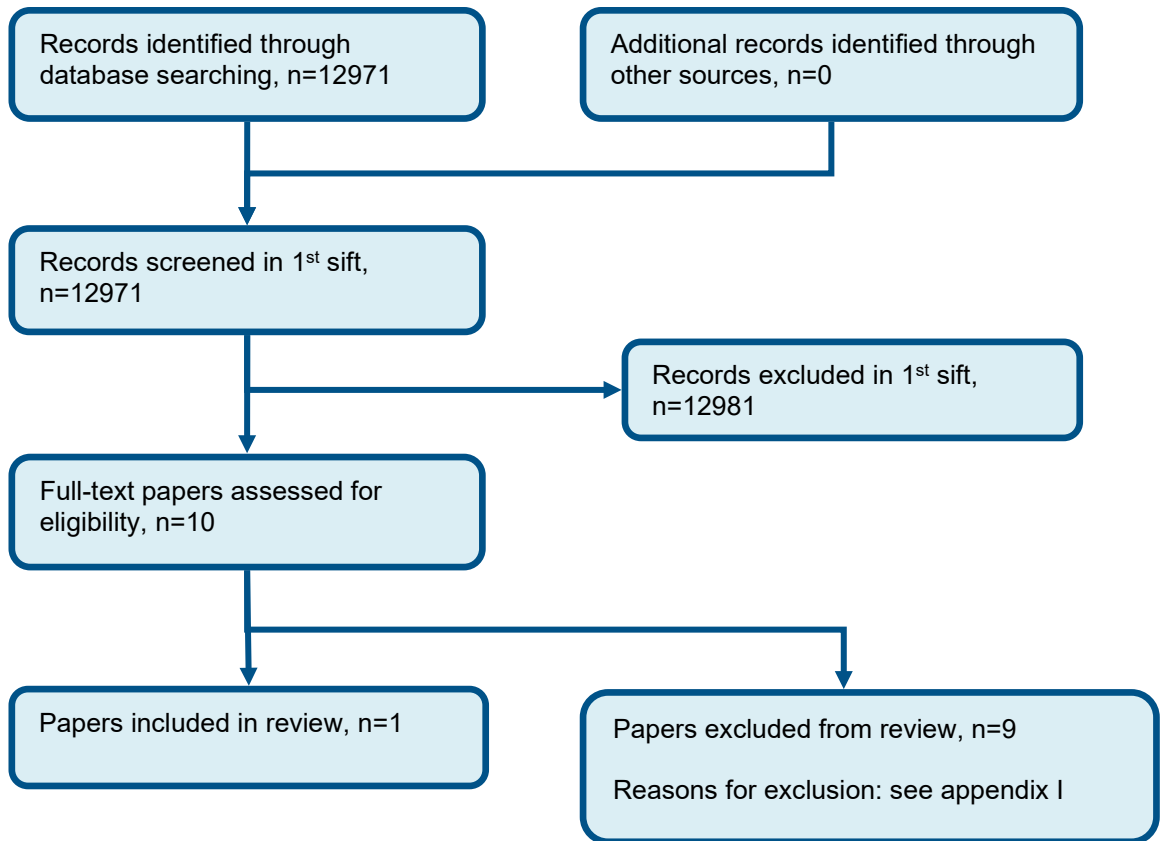 Records identified through
database searching, n=12971
Additional records identified through
other sources, n=0
Records screened in 1st sift,
n=12971
Records excluded in 1st sift,
n=12981
Full-text papers assessed for
eligibility, n=10
Papers included in review, n=1
Papers excluded from review, n=9
Reasons for exclusion: see appendix I